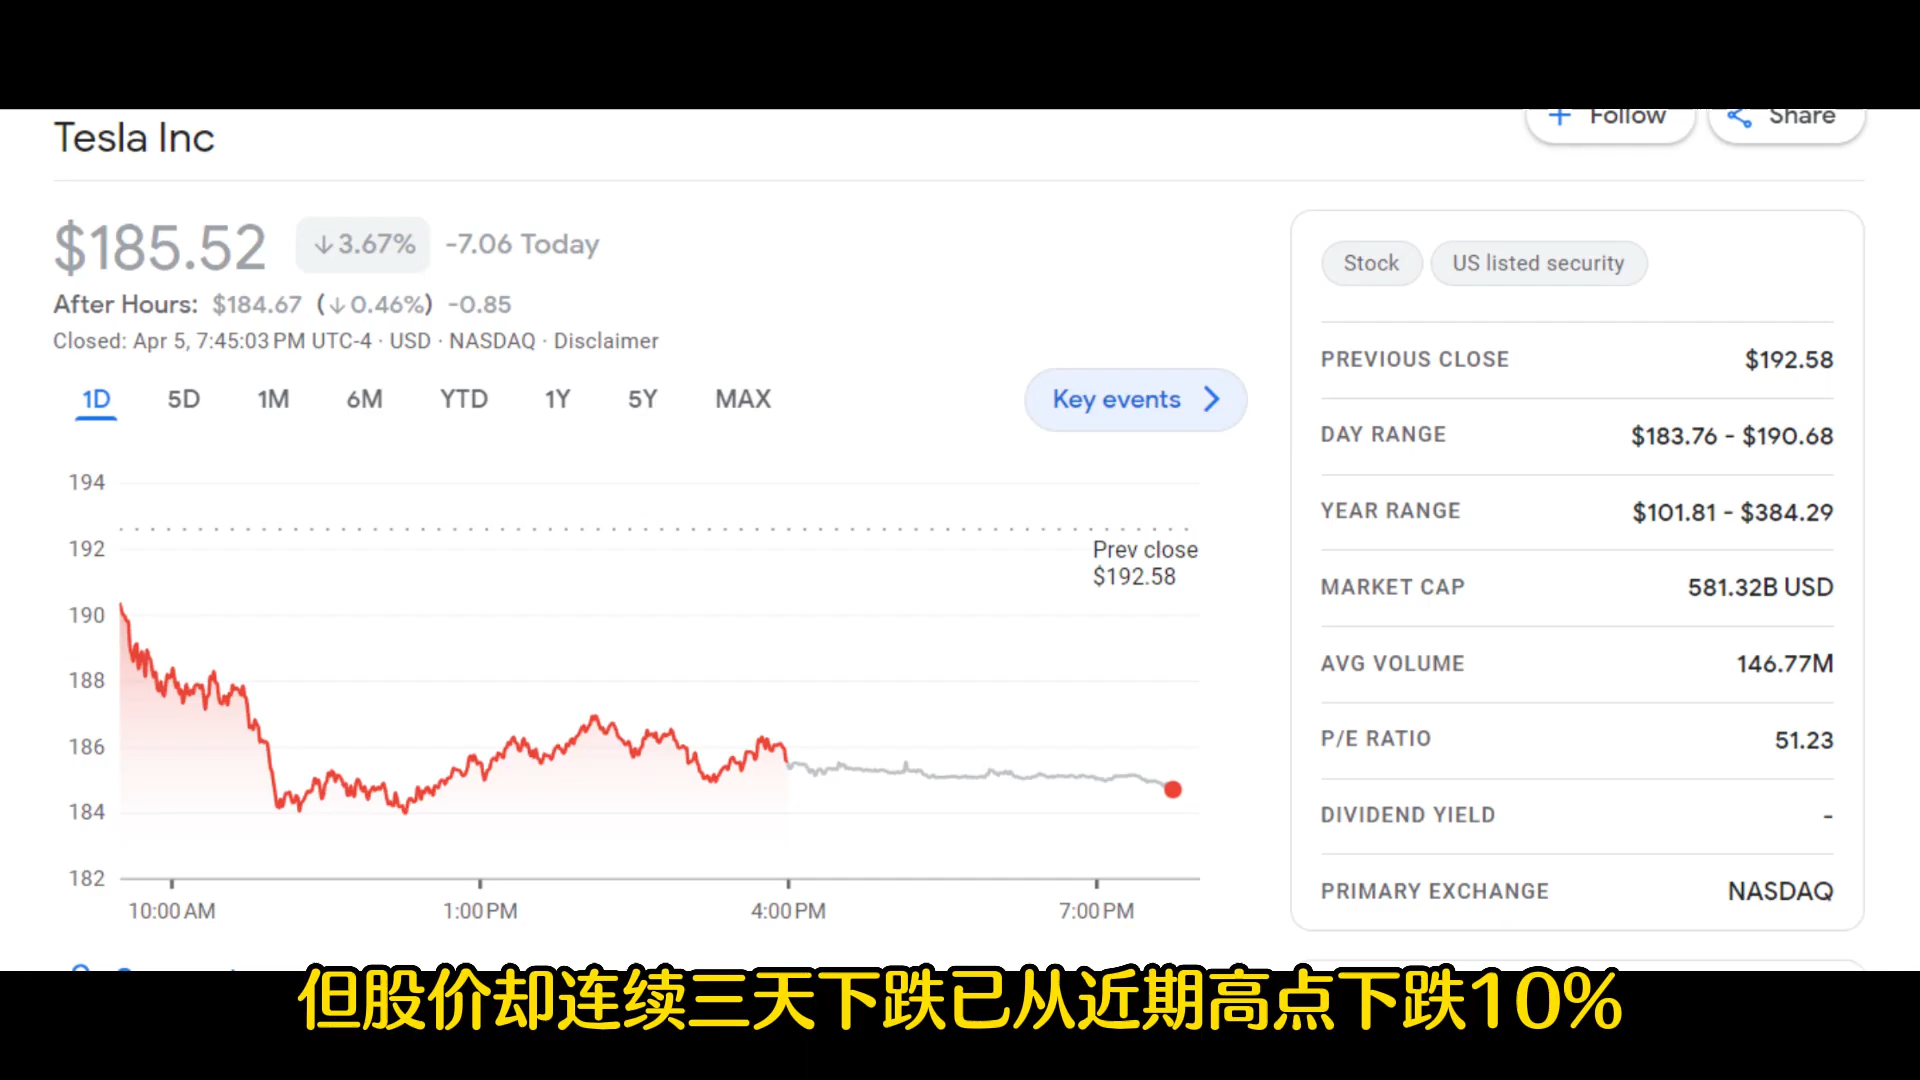 Follow
Share
Tesla Inc
$185.52 ↓3.67% -7.06 Today
After Hours: $184.67 (↓0.46%) -0.85
Closed: Apr 5, 7:45:03 PM UTC-4 · USD · NASDAQ · Disclaimer
1D 5D 1M 6M YTD 1Y 5Y MAX
Key events
194
192
190
188
186
184
182
Prev close
$192.58
10:00 AM 1:00 PM 4:00 PM 7:00 PM
Stock
US listed security
PREVIOUS CLOSE $192.58
DAY RANGE $183.76 - $190.68
YEAR RANGE $101.81 - $384.29
MARKET CAP 581.32B USD
AVG VOLUME 146.77M
P/E RATIO 51.23
DIVIDEND YIELD -
PRIMARY EXCHANGE NASDAQ
但股价却连续三天下跌已从近期高点下跌10%